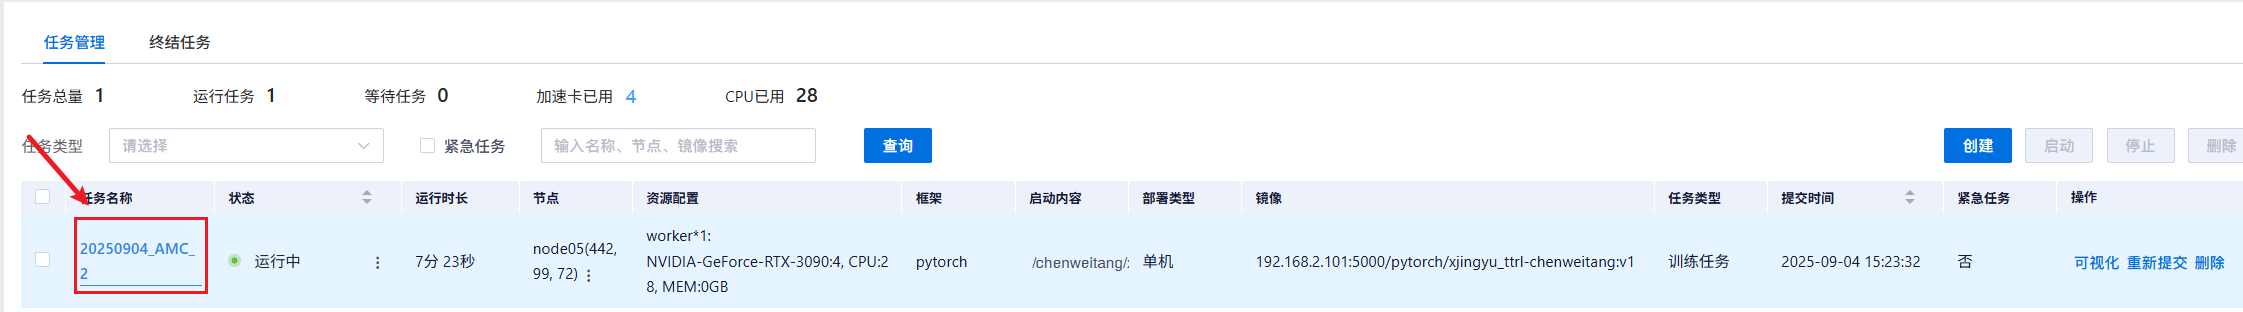 任务管理 终结任务
任务总量 1 运行任务 1 等待任务 0 加速卡已用 4 CPU已用 28
任务类型 请选择 紧急任务 输入名称、节点、镜像搜索 查询 创建 启动 停止 删除
任务名称 状态 运行时长 节点 资源配置 框架 启动内容 部署类型 镜像 任务类型 提交时间 紧急任务 操作
20250904_AMC_
2
运行中
7分 23秒
node05(442,
99, 72)
worker*1:
NVIDIA-GeForce-RTX-3090:4, CPU:2
8, MEM:0GB
pytorch
/chenweitang/
单机
192.168.2.101:5000/pytorch/xjingyu_ttrl-chenweitang:v1
训练任务
2025-09-04 15:23:32
否
可视化 重新提交 删除